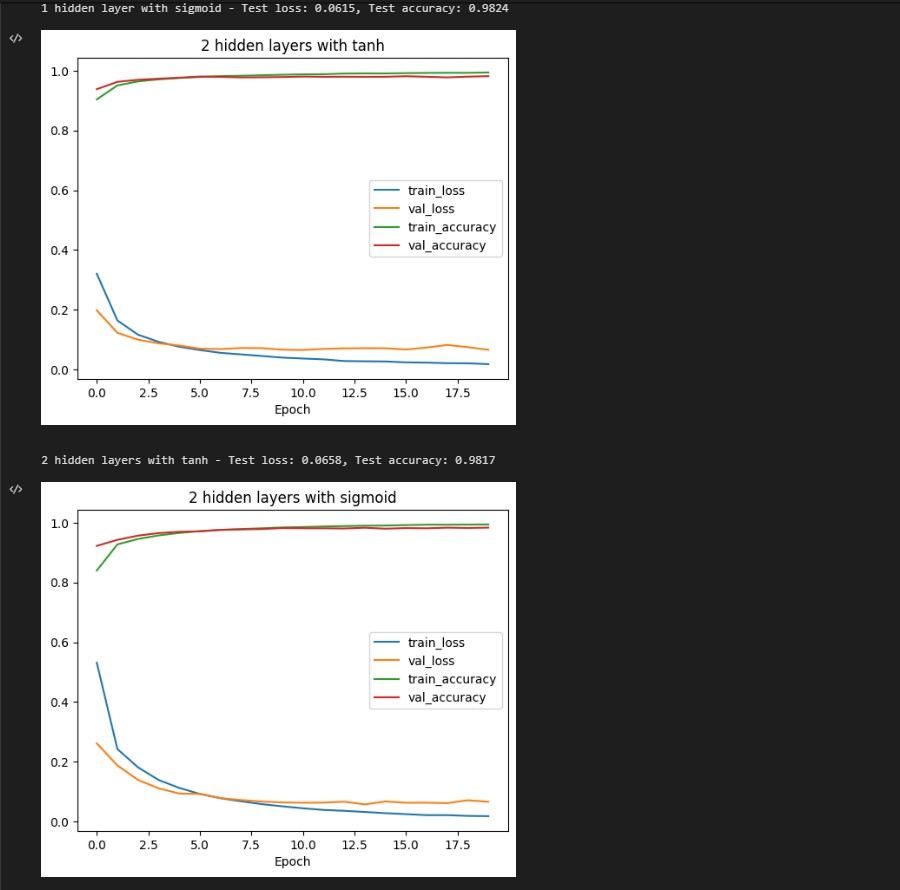 1 hidden layer with sigmoid - Test loss: 0.0615, Test accuracy: 0.9824
2 hidden layers with tanh
1.0
0.8
0.6
0.4
0.2
0.0
train_loss
val_loss
train_accuracy
val_accuracy
0.0 2.5 5.0 7.5 10.0 12.5 15.0 17.5
Epoch
2 hidden layers with tanh - Test loss: 0.0658, Test accuracy: 0.9817
2 hidden layers with sigmoid
1.0
0.8
0.6
0.4
0.2
0.0
train_loss
val_loss
train_accuracy
val_accuracy
0.0 2.5 5.0 7.5 10.0 12.5 15.0 17.5
Epoch